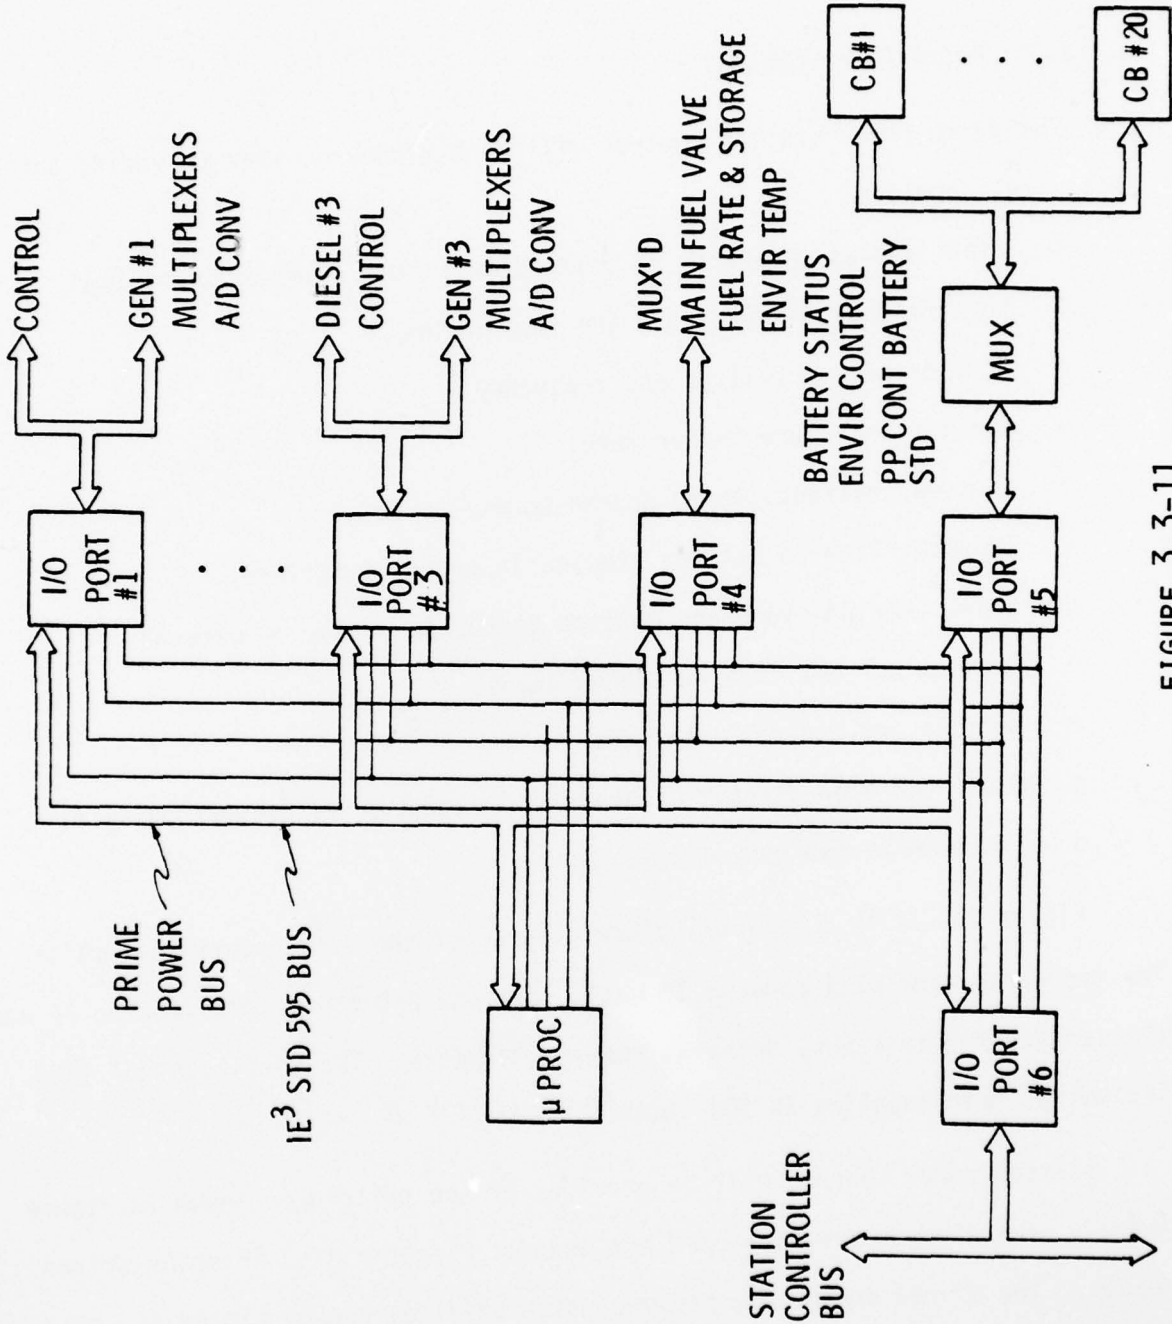 CONTROL
GEN #1
MULTIPLEXERS
A/D CONV
DIESEL #3
CONTROL
GEN #3
MULTIPLEXERS
A/D CONV
MUX'D
MAIN FUEL VALVE
FUEL RATE & STORAGE
ENVIR TEMP
BATTERY STATUS
ENVIR CONTROL
PP CONT BATTERY
STD
CB#1
. . .
CB #20
MUX
I/O
PORT
#1
. . .
I/O
PORT
#3
I/O
PORT
#4
I/O
PORT
#5
PRIME
POWER
BUS
IE³ STD 595 BUS
µ PROC
I/O
PORT
#6
STATION
CONTROLLER
BUS
FIGURE 3.3-11